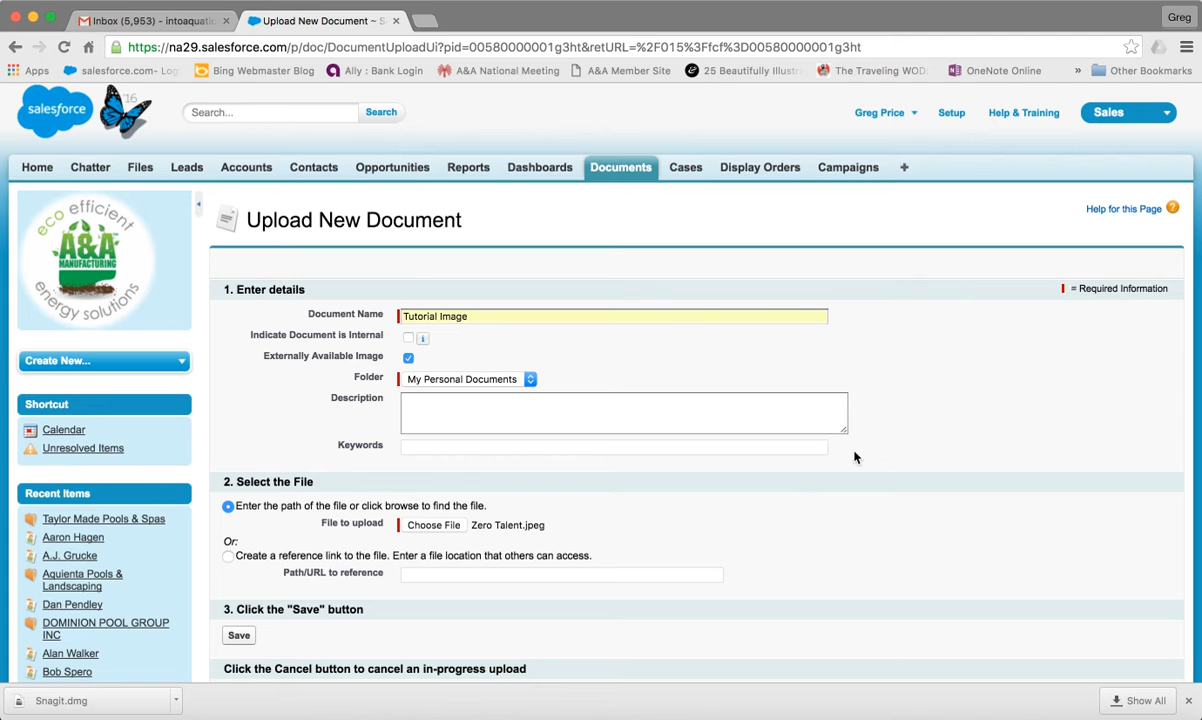 Inbox (5,953) - intoaquatic
Upload New Document ~ S
Greg
https://na29.salesforce.com/p/doc/DocumentUploadUi?pid=00580000001g3ht&retURL=%2F015%3Ffcf%3D00580000001g3ht
Apps
salesforce.com- Log
Bing Webmaster Blog
Ally : Bank Login
A&A National Meeting
A&A Member Site
25 Beautifully Illustr
The Traveling WOD
OneNote Online
»
Other Bookmarks
salesforce
'16
Search...
Search
Greg Price
Setup
Help & Training
Sales
Home
Chatter
Files
Leads
Accounts
Contacts
Opportunities
Reports
Dashboards
Documents
Cases
Display Orders
Campaigns
+
eco efficient
A&A
MANUFACTURING
energy solutions
Create New...
Shortcut
Calendar
Unresolved Items
Recent Items
Taylor Made Pools & Spas
Aaron Hagen
A.J. Grucke
Aquienta Pools &
Landscaping
Dan Pendley
DOMINION POOL GROUP
INC
Alan Walker
Bob Spero
Upload New Document
Help for this Page ?
1. Enter details
= Required Information
Document Name
Tutorial Image
Indicate Document is Internal
i
Externally Available Image
Folder
My Personal Documents
Description
Keywords
2. Select the File
Enter the path of the file or click browse to find the file.
File to upload
Choose File
Zero Talent.jpeg
Or:
Create a reference link to the file. Enter a file location that others can access.
Path/URL to reference
3. Click the "Save" button
Save
Click the Cancel button to cancel an in-progress upload
Snagit.dmg
Show All